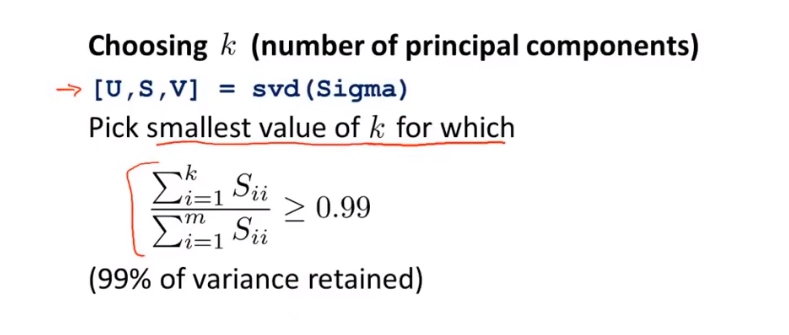 Choosing k (number of principal components)
→ [U,S,V] = svd(Sigma)
Pick smallest value of k for which
\frac{\sum_{i=1}^{k} S_{ii}}{\sum_{i=1}^{m} S_{ii}} ≥ 0.99
(99% of variance retained)